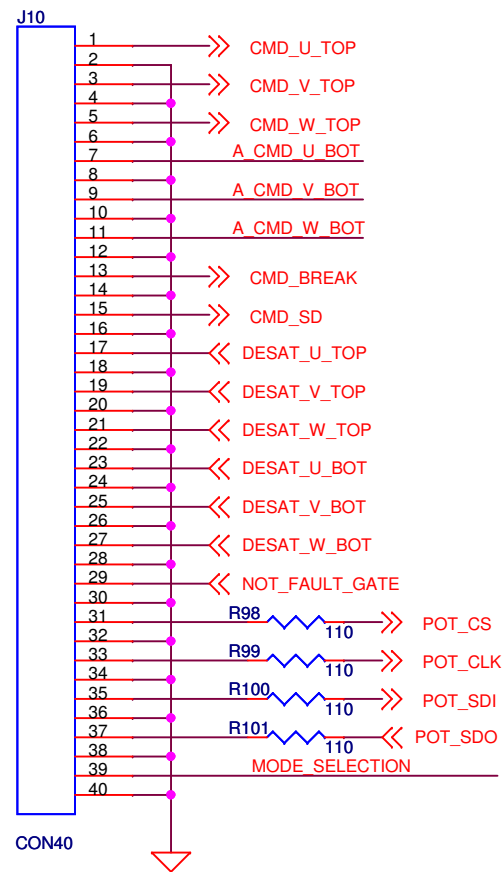 J10
1 CMD_U_TOP
2
3 CMD_V_TOP
4
5 CMD_W_TOP
6
7 A_CMD_U_BOT
8
9 A_CMD_V_BOT
10
11 A_CMD_W_BOT
12
13 CMD_BREAK
14
15 CMD_SD
16
17 DESAT_U_TOP
18
19 DESAT_V_TOP
20
21 DESAT_W_TOP
22
23 DESAT_U_BOT
24
25 DESAT_V_BOT
26
27 DESAT_W_BOT
28
29 NOT_FAULT_GATE
30
31 R98 110 POT_CS
32
33 R99 110 POT_CLK
34
35 R100 110 POT_SDI
36
37 R101 110 POT_SDO
38
39 MODE_SELECTION
40
CON40